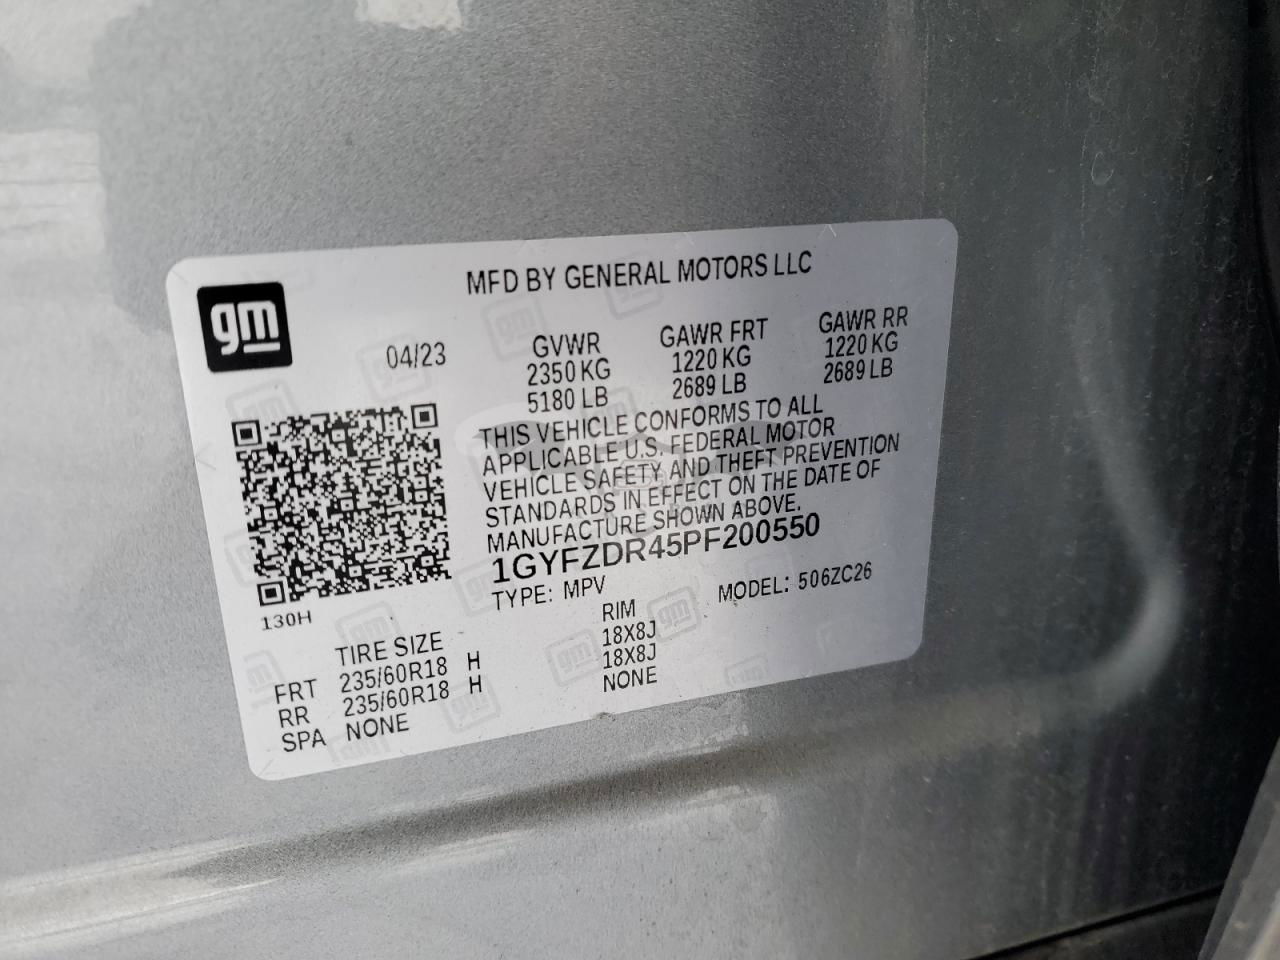 MFD BY GENERAL MOTORS LLC
gm
04/23
GVWR
2350 KG
5180 LB
GAWR FRT
1220 KG
2689 LB
GAWR RR
1220 KG
2689 LB
THIS VEHICLE CONFORMS TO ALL
APPLICABLE U.S. FEDERAL MOTOR
VEHICLE SAFETY AND THEFT PREVENTION
STANDARDS IN EFFECT ON THE DATE OF
MANUFACTURE SHOWN ABOVE.
1GYFZDR45PF200550
TYPE: MPV
MODEL: 506ZC26
130H
TIRE SIZE RIM
FRT 235/60R18 H 18X8J
RR 235/60R18 H 18X8J
SPA NONE NONE